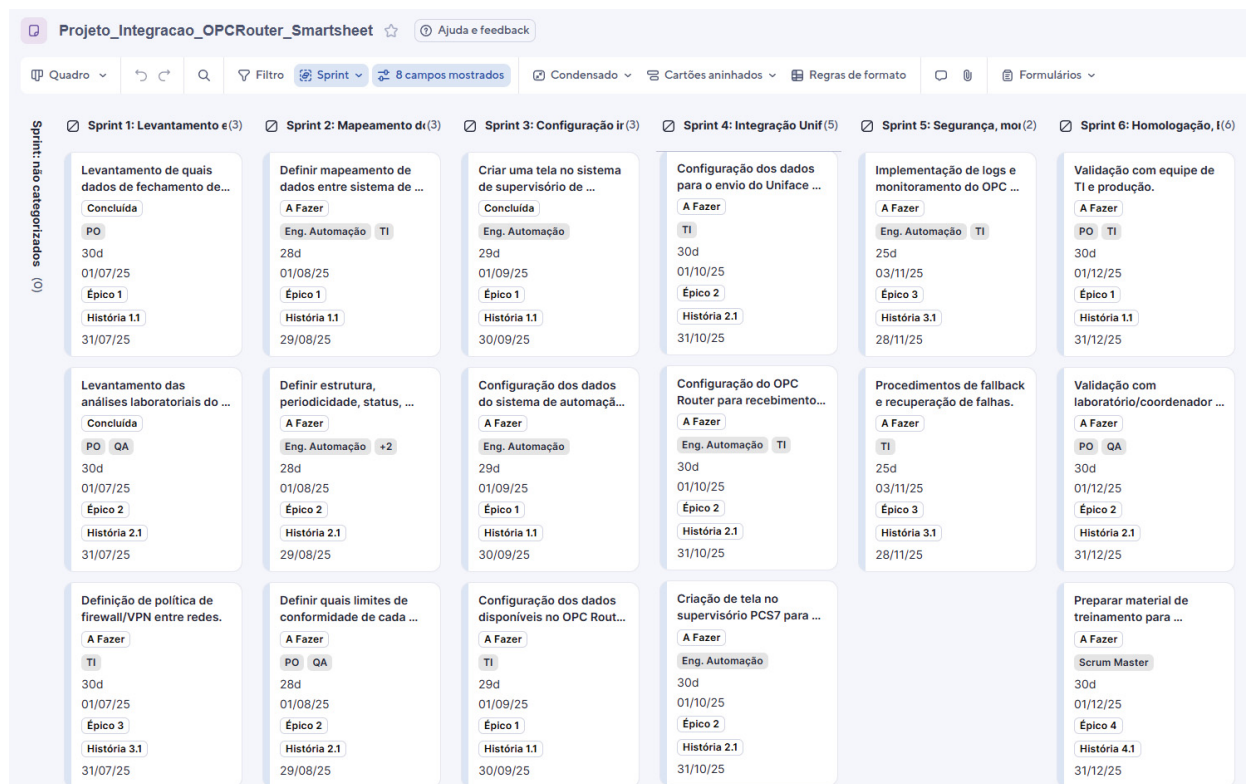 Projeto_Integracao_OPCRouter_Smartsheet
Ajuda e feedback
Quadro
Filtro
Sprint
8 campos mostrados
Condensado
Cartões aninhados
Regras de formato
Formulários
Sprint: não categorizados (0)
Sprint 1: Levantamento e (3)
Levantamento de quais
dados de fechamento de...
Concluída
PO
30d
01/07/25
Épico 1
História 1.1
31/07/25
Levantamento das
análises laboratoriais do ...
Concluída
PO QA
30d
01/07/25
Épico 2
História 2.1
31/07/25
Definição de política de
firewall/VPN entre redes.
A Fazer
TI
30d
01/07/25
Épico 3
História 3.1
31/07/25
Sprint 2: Mapeamento de (3)
Definir mapeamento de
dados entre sistema de ...
A Fazer
Eng. Automação TI
28d
01/08/25
Épico 1
História 1.1
29/08/25
Definir estrutura,
periodicidade, status, ...
A Fazer
Eng. Automação +2
28d
01/08/25
Épico 2
História 2.1
29/08/25
Definir quais limites de
conformidade de cada ...
A Fazer
PO QA
28d
01/08/25
Épico 2
História 2.1
29/08/25
Sprint 3: Configuração in (3)
Criar uma tela no sistema
de supervisório de ...
Concluída
Eng. Automação
29d
01/09/25
Épico 1
História 1.1
30/09/25
Configuração dos dados
do sistema de automaçã...
A Fazer
Eng. Automação
29d
01/09/25
Épico 1
História 1.1
30/09/25
Configuração dos dados
disponíveis no OPC Rout...
A Fazer
TI
29d
01/09/25
Épico 1
História 1.1
30/09/25
Sprint 4: Integração Unif (5)
Configuração dos dados
para o envio do Uniface ...
A Fazer
TI
30d
01/10/25
Épico 2
História 2.1
31/10/25
Configuração do OPC
Router para recebimento...
A Fazer
Eng. Automação TI
30d
01/10/25
Épico 2
História 2.1
31/10/25
Criação de tela no
supervisório PCS7 para ...
A Fazer
Eng. Automação
30d
01/10/25
Épico 2
História 2.1
31/10/25
Sprint 5: Segurança, mon (2)
Implementação de logs e
monitoramento do OPC ...
A Fazer
Eng. Automação TI
25d
03/11/25
Épico 3
História 3.1
28/11/25
Procedimentos de fallback
e recuperação de falhas.
A Fazer
TI
25d
03/11/25
Épico 3
História 3.1
28/11/25
Sprint 6: Homologação, (6)
Validação com equipe de
TI e produção.
A Fazer
PO TI
30d
01/12/25
Épico 1
História 1.1
31/12/25
Validação com
laboratório/coordenador ...
A Fazer
PO QA
30d
01/12/25
Épico 2
História 2.1
31/12/25
Preparar material de
treinamento para ...
A Fazer
Scrum Master
30d
01/12/25
Épico 4
História 4.1
31/12/25